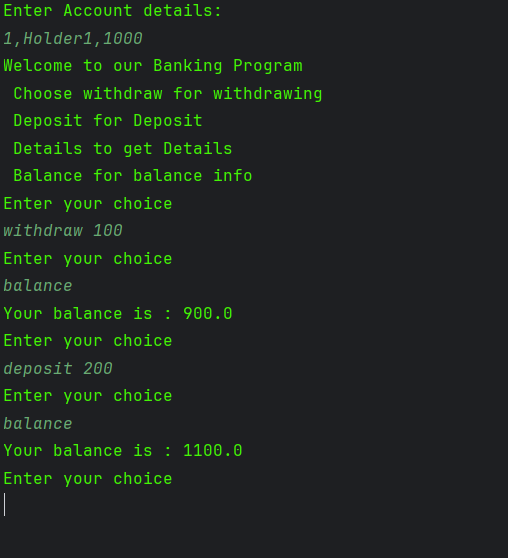 Enter Account details:
1,Holder1,1000
Welcome to our Banking Program
Choose withdraw for withdrawing
Deposit for Deposit
Details to get Details
Balance for balance info
Enter your choice
withdraw 100
Enter your choice
balance
Your balance is : 900.0
Enter your choice
deposit 200
Enter your choice
balance
Your balance is : 1100.0
Enter your choice